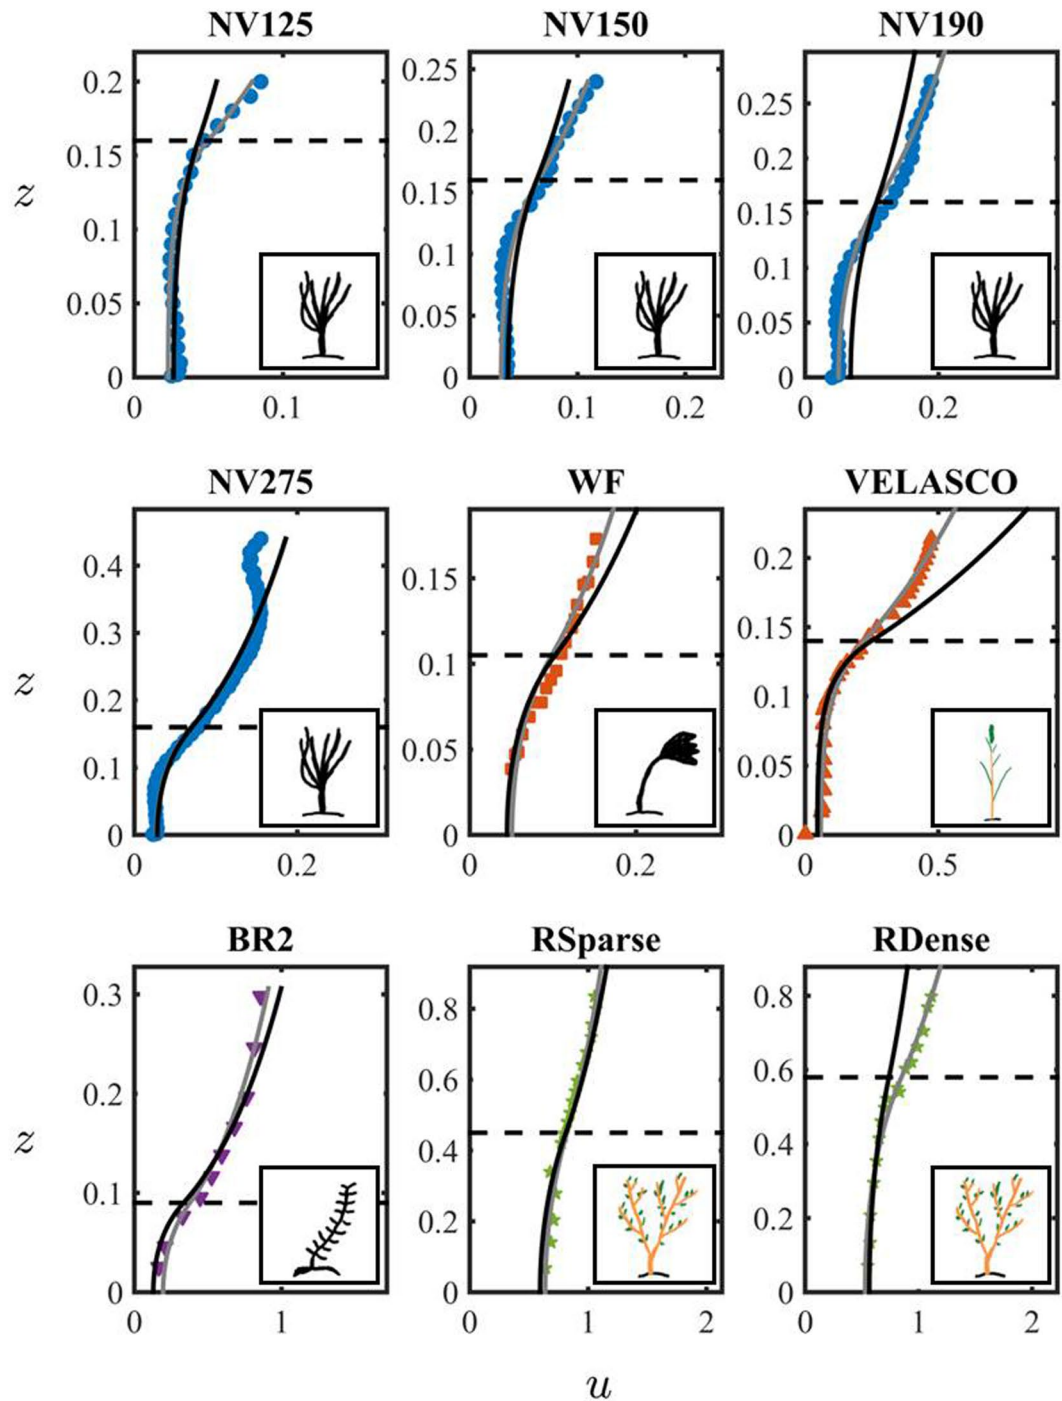 NV125 NV150 NV190
0.2 0.25 0.25
0.15 0.2 0.2
z 0.1 0.15 0.15
0.05 0.1 0.1
0 0.05 0.05
0 0
0 0.1 0 0.1 0.2 0 0.2
NV275 WF VELASCO
0.4 0.15 0.2
0.3 0.1 0.15
z 0.2 0.05 0.1
0.1 0 0.05
0 0
0 0.2 0 0.2 0 0.5
BR2 RSparse RDense
0.3 0.8 0.8
0.2 0.6 0.6
z 0.1 0.4 0.4
0 0.2 0.2
0 0
0 1 0 1 2 0 1 2
u